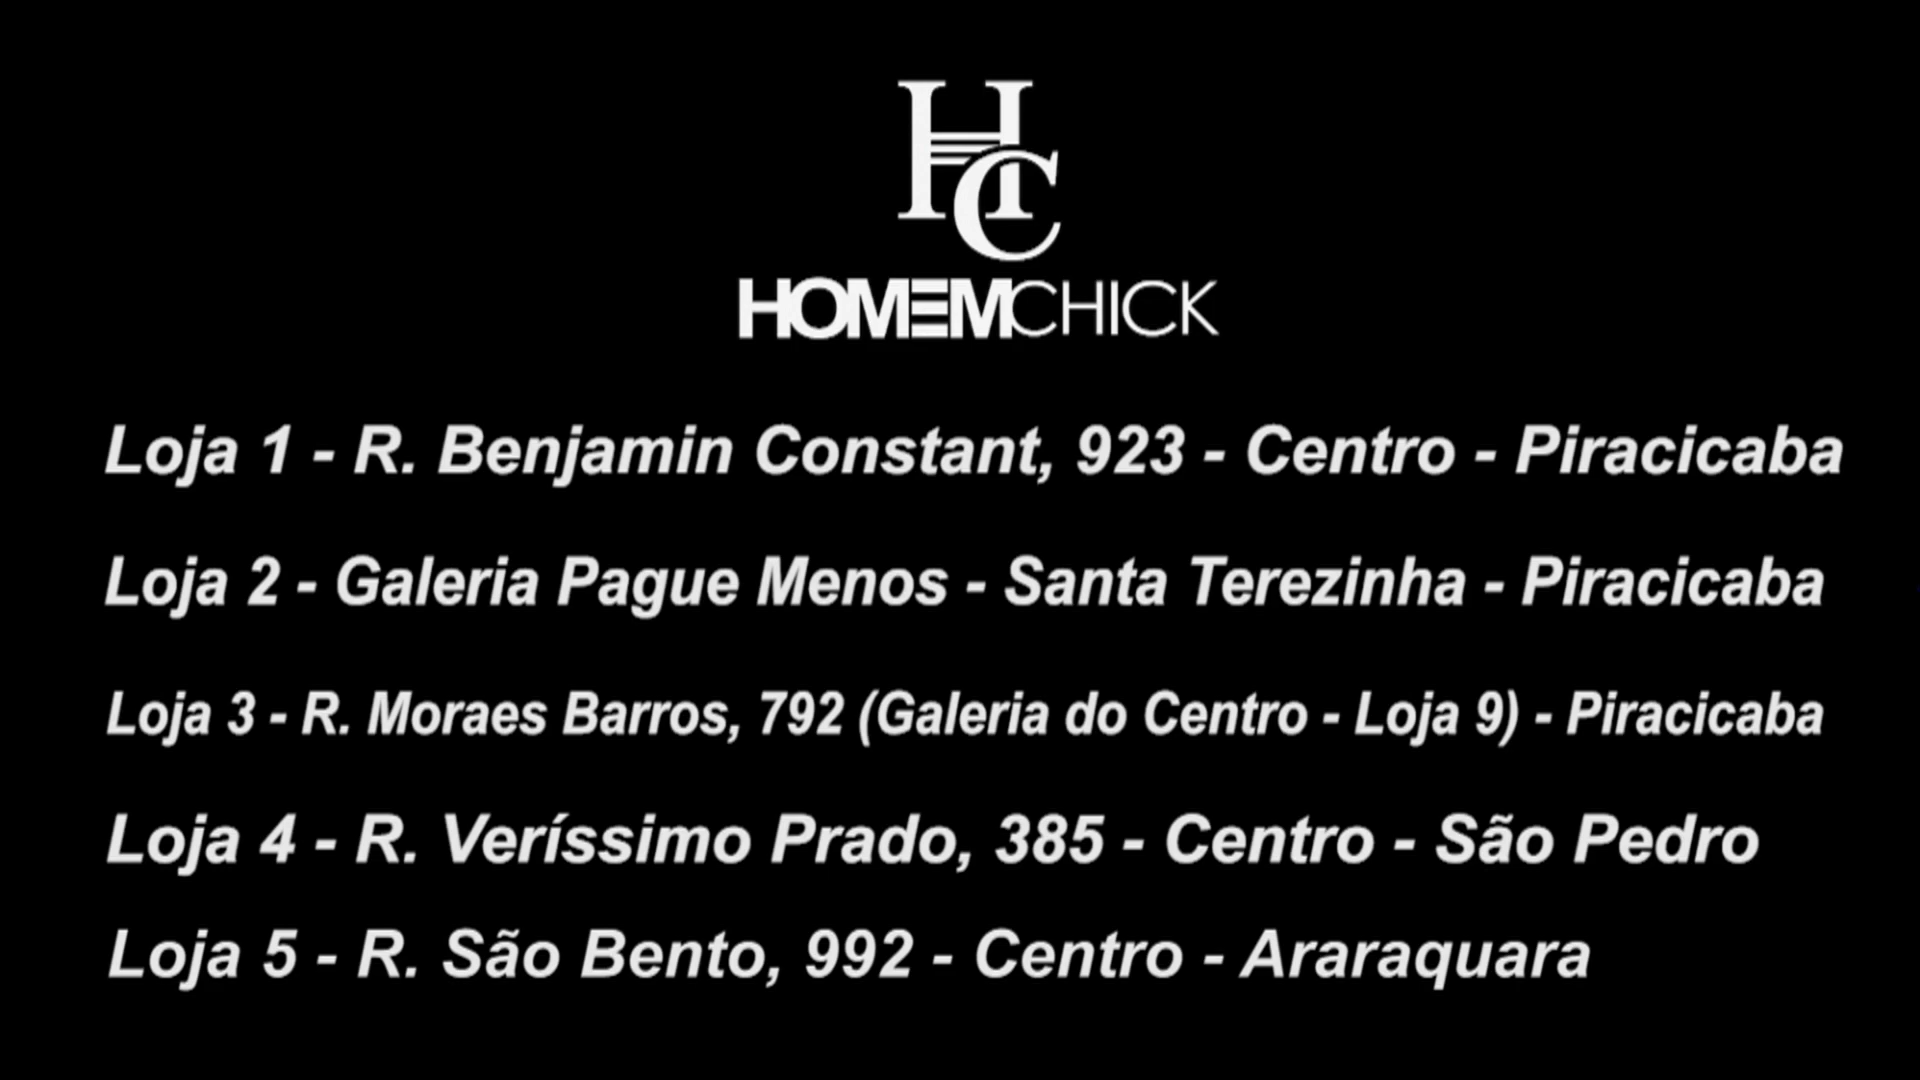 HC
HOMEMCHICK
Loja 1 - R. Benjamin Constant, 923 - Centro - Piracicaba
Loja 2 - Galeria Pague Menos - Santa Terezinha - Piracicaba
Loja 3 - R. Moraes Barros, 792 (Galeria do Centro - Loja 9) - Piracicaba
Loja 4 - R. Veríssimo Prado, 385 - Centro - São Pedro
Loja 5 - R. São Bento, 992 - Centro - Araraquara